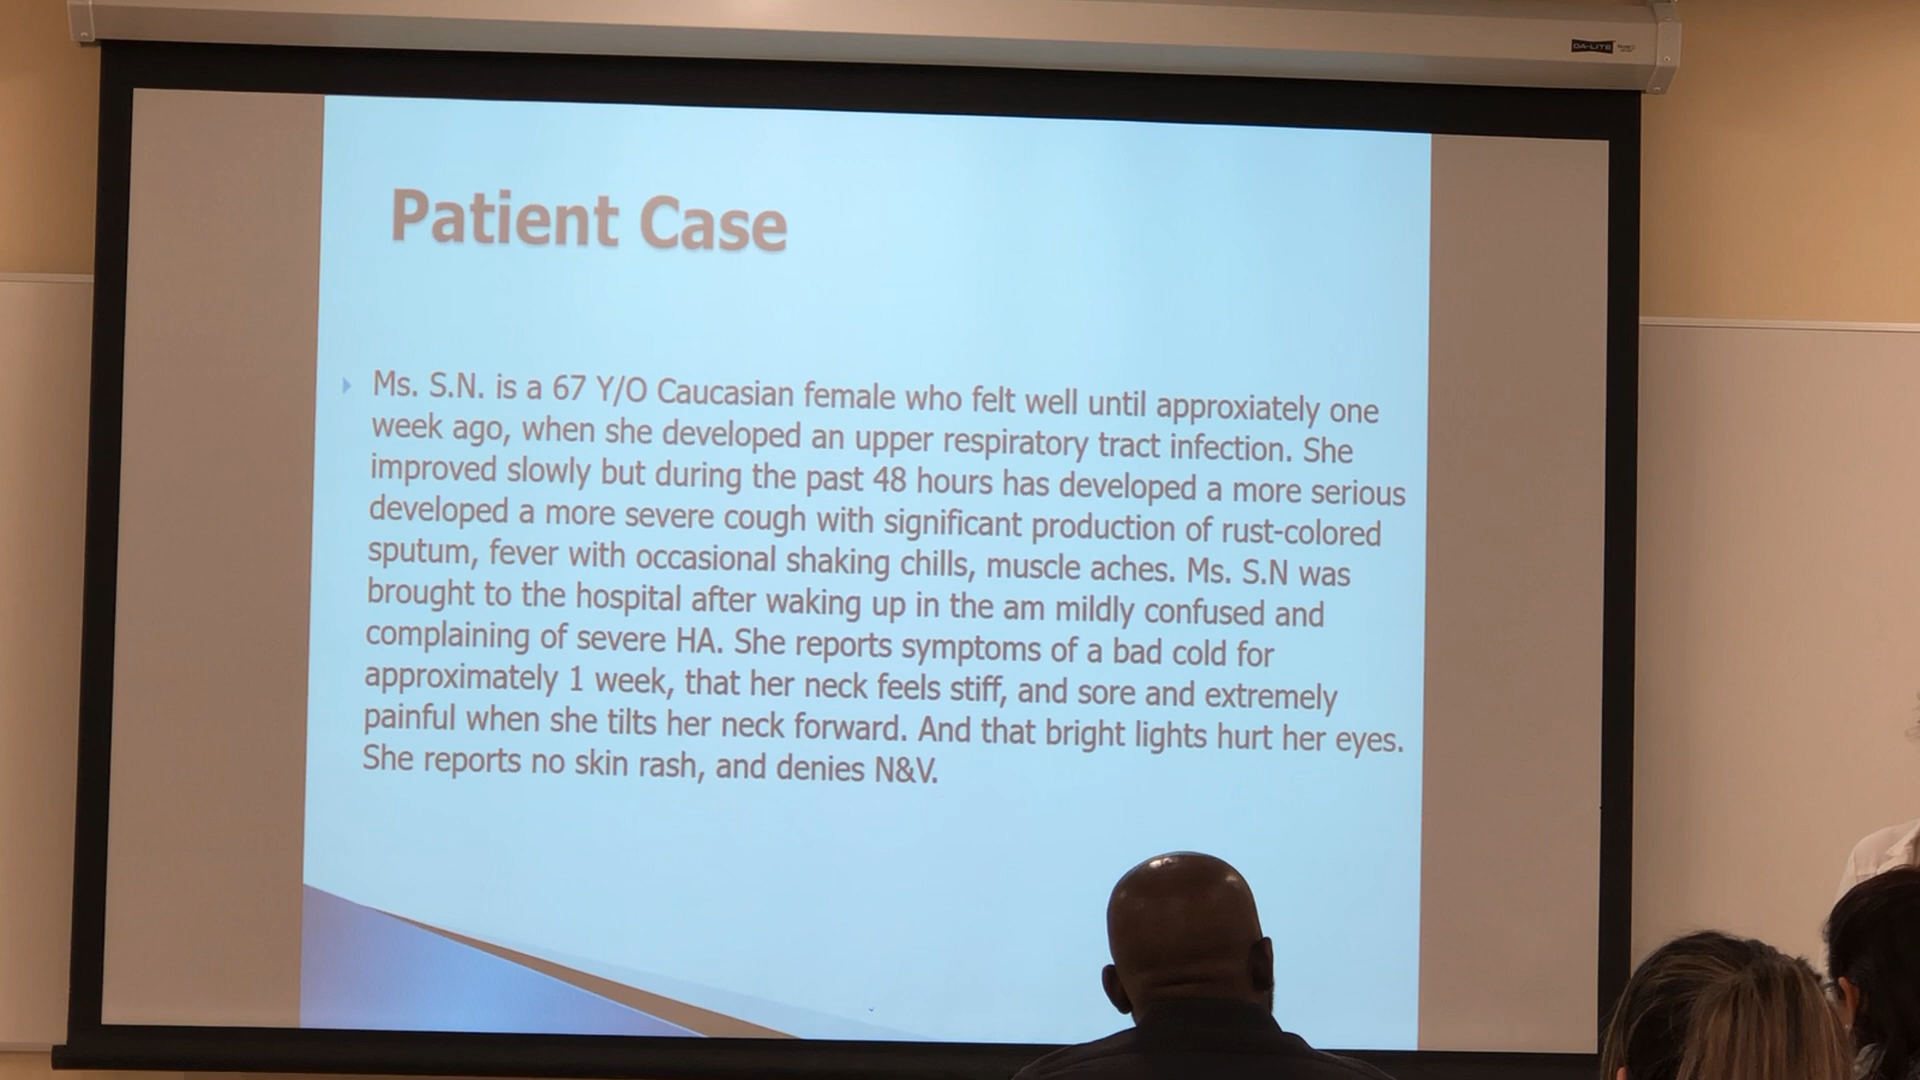 DA-LITE
Patient Case
Ms. S.N. is a 67 Y/O Caucasian female who felt well until approxiately one
week ago, when she developed an upper respiratory tract infection. She
improved slowly but during the past 48 hours has developed a more serious
developed a more severe cough with significant production of rust-colored
sputum, fever with occasional shaking chills, muscle aches. Ms. S.N was
brought to the hospital after waking up in the am mildly confused and
complaining of severe HA. She reports symptoms of a bad cold for
approximately 1 week, that her neck feels stiff, and sore and extremely
painful when she tilts her neck forward. And that bright lights hurt her eyes.
She reports no skin rash, and denies N&V.